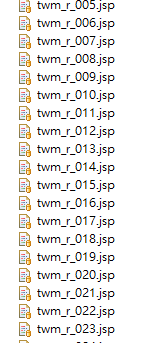 twm_r_005.jsp
twm_r_006.jsp
twm_r_007.jsp
twm_r_008.jsp
twm_r_009.jsp
twm_r_010.jsp
twm_r_011.jsp
twm_r_012.jsp
twm_r_013.jsp
twm_r_014.jsp
twm_r_015.jsp
twm_r_016.jsp
twm_r_017.jsp
twm_r_018.jsp
twm_r_019.jsp
twm_r_020.jsp
twm_r_021.jsp
twm_r_022.jsp
twm_r_023.jsp